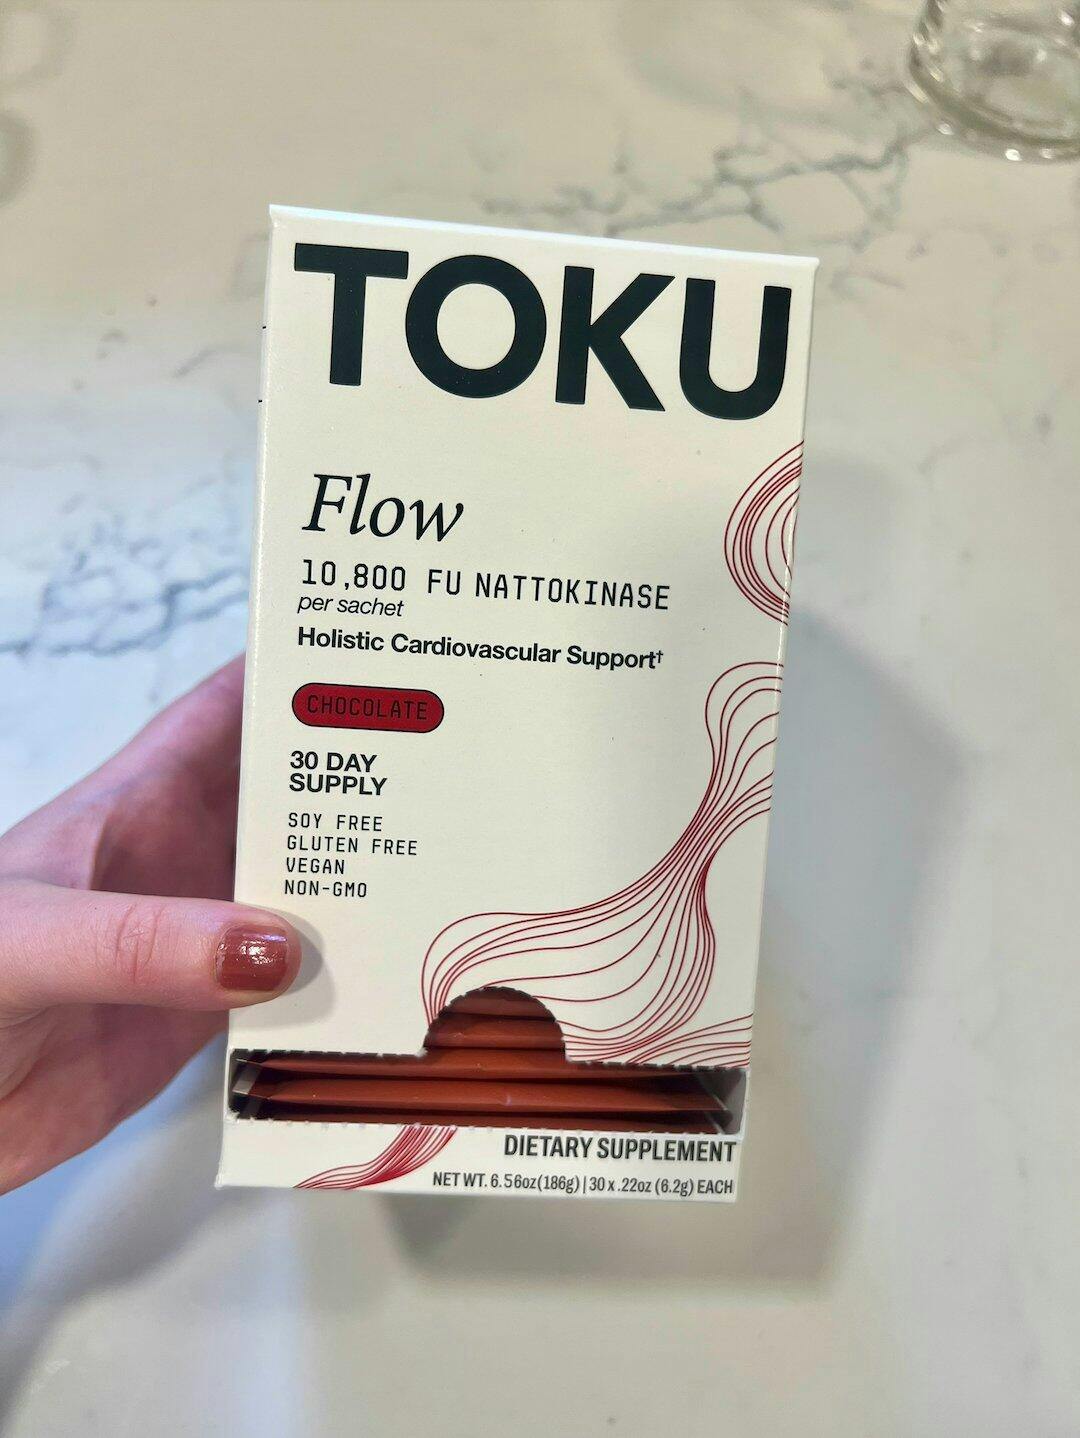 TOKU
Flow
10,800 FU NATTOKINASE
per sachet
Holistic Cardiovascular Support†
CHOCOLATE
30 DAY
SUPPLY
SOY FREE
GLUTEN FREE
VEGAN
NON-GMO
DIETARY SUPPLEMENT
NET WT. 6.56oz(186g) | 30 x .22oz (6.2g) EACH